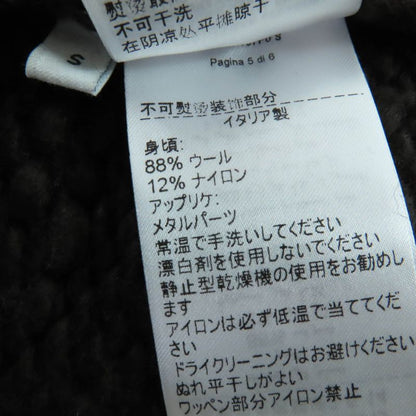 不可干洗
在阴凉处平摊晾干
S
Pagina 5 di 6
不可熨烫装饰部分
イタリア製
身頃:
88% ウール
12% ナイロン
アップリケ:
メタルパーツ
常温で手洗いしてください
漂白剤を使用しないでください
静止型乾燥機の使用をお勧めし
ます
アイロンは必ず低温で当ててくだ
さい
ドライクリーニングはお避けください
ぬれ平干しがよい
ワッペン部分アイロン禁止